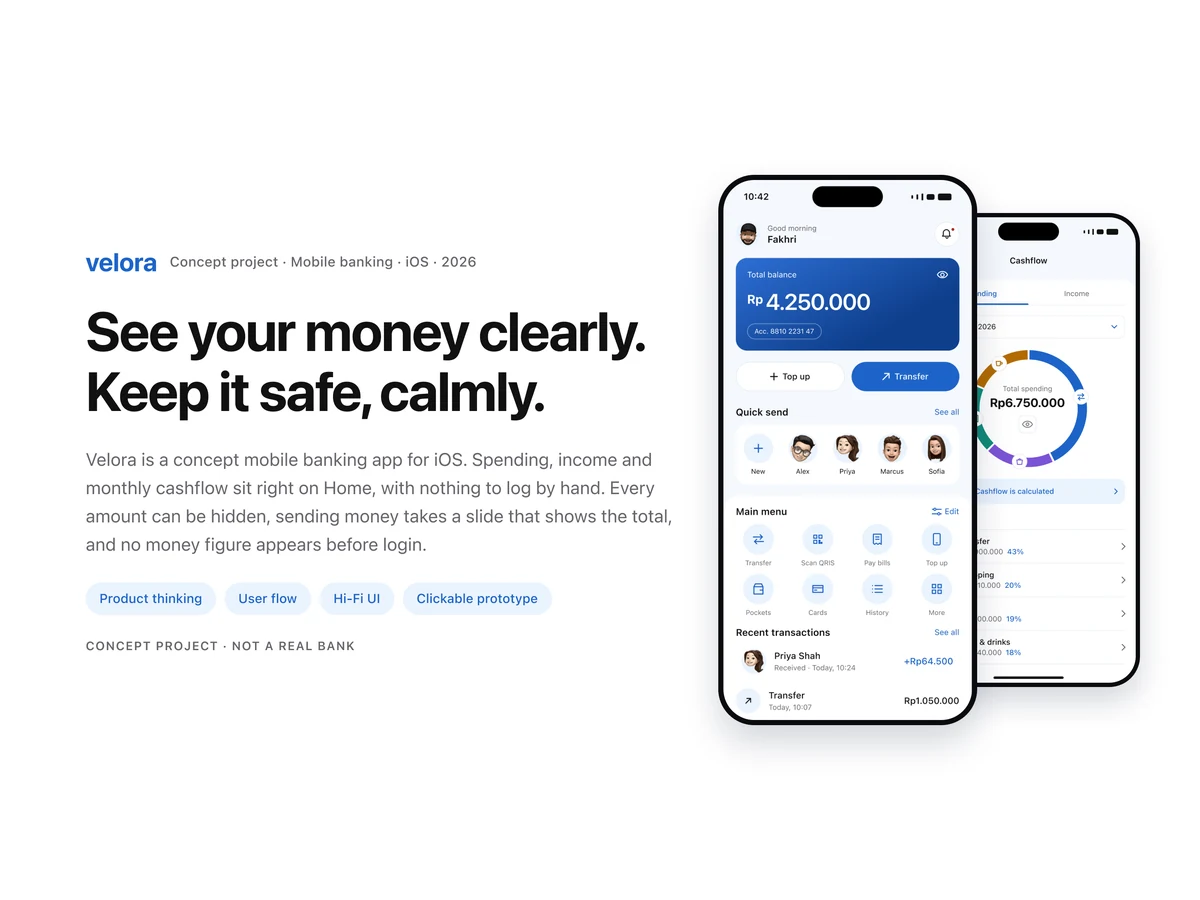 velora Concept project · Mobile banking · iOS · 2026
See your money clearly.
Keep it safe, calmly.
Velora is a concept mobile banking app for iOS. Spending, income and
monthly cashflow sit right on Home, with nothing to log by hand. Every
amount can be hidden, sending money takes a slide that shows the total,
and no money figure appears before login.
Product thinking User flow Hi-Fi UI Clickable prototype
CONCEPT PROJECT · NOT A REAL BANK
10:42
Good morning
Fakhri
Total balance
Rp 4.250.000
Acc. 8810 2231 47
Top up Transfer
Quick send See all
New Alex Priya Marcus Sofia
Main menu Edit
Transfer Scan QRIS Pay bills Top up
Pockets Cards History More
Recent transactions See all
Priya Shah
Received · Today, 10:24
+Rp64.500
Transfer
Today, 10:07
Rp1.050.000
Cashflow
Income
2026
Total spending
Rp6.750.000
Cashflow is calculated
43%
20%
19%
& drinks
18%